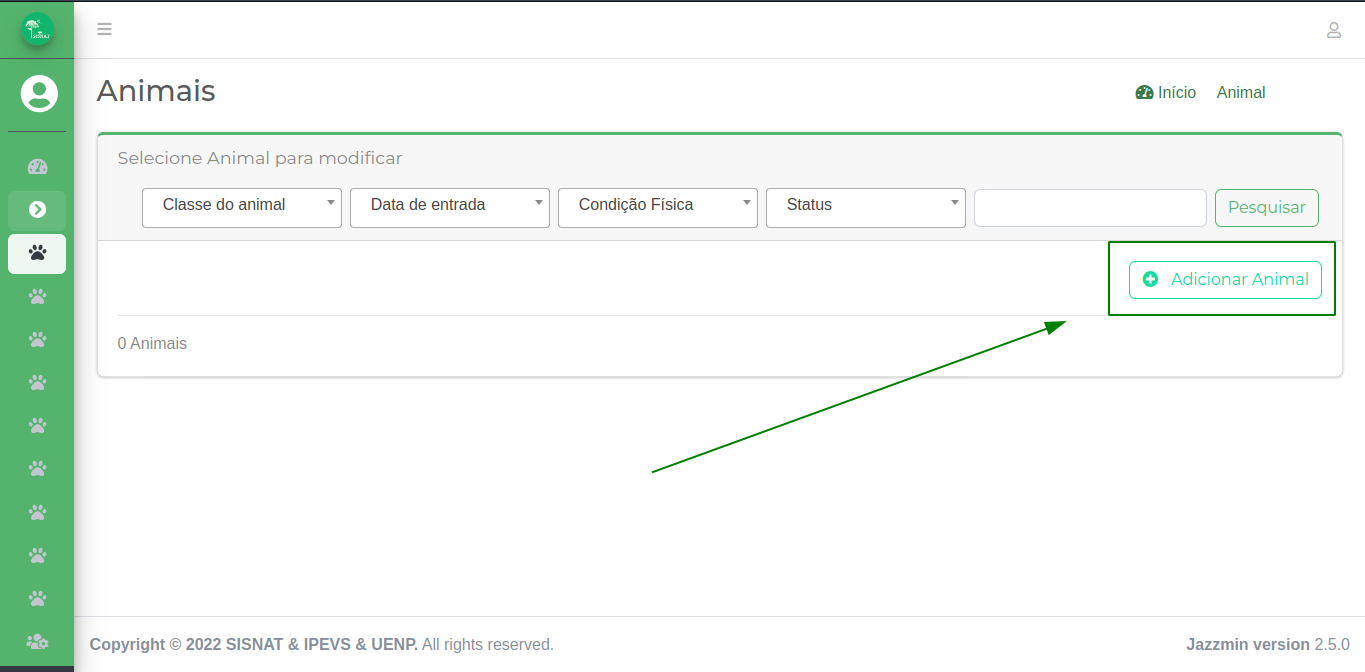 Animais
Início Animal
Selecione Animal para modificar
Classe do animal Data de entrada Condição Física Status Pesquisar
Adicionar Animal
0 Animais
Copyright © 2022 SISNAT & IPEVS & UENP. All rights reserved. Jazzmin version 2.5.0